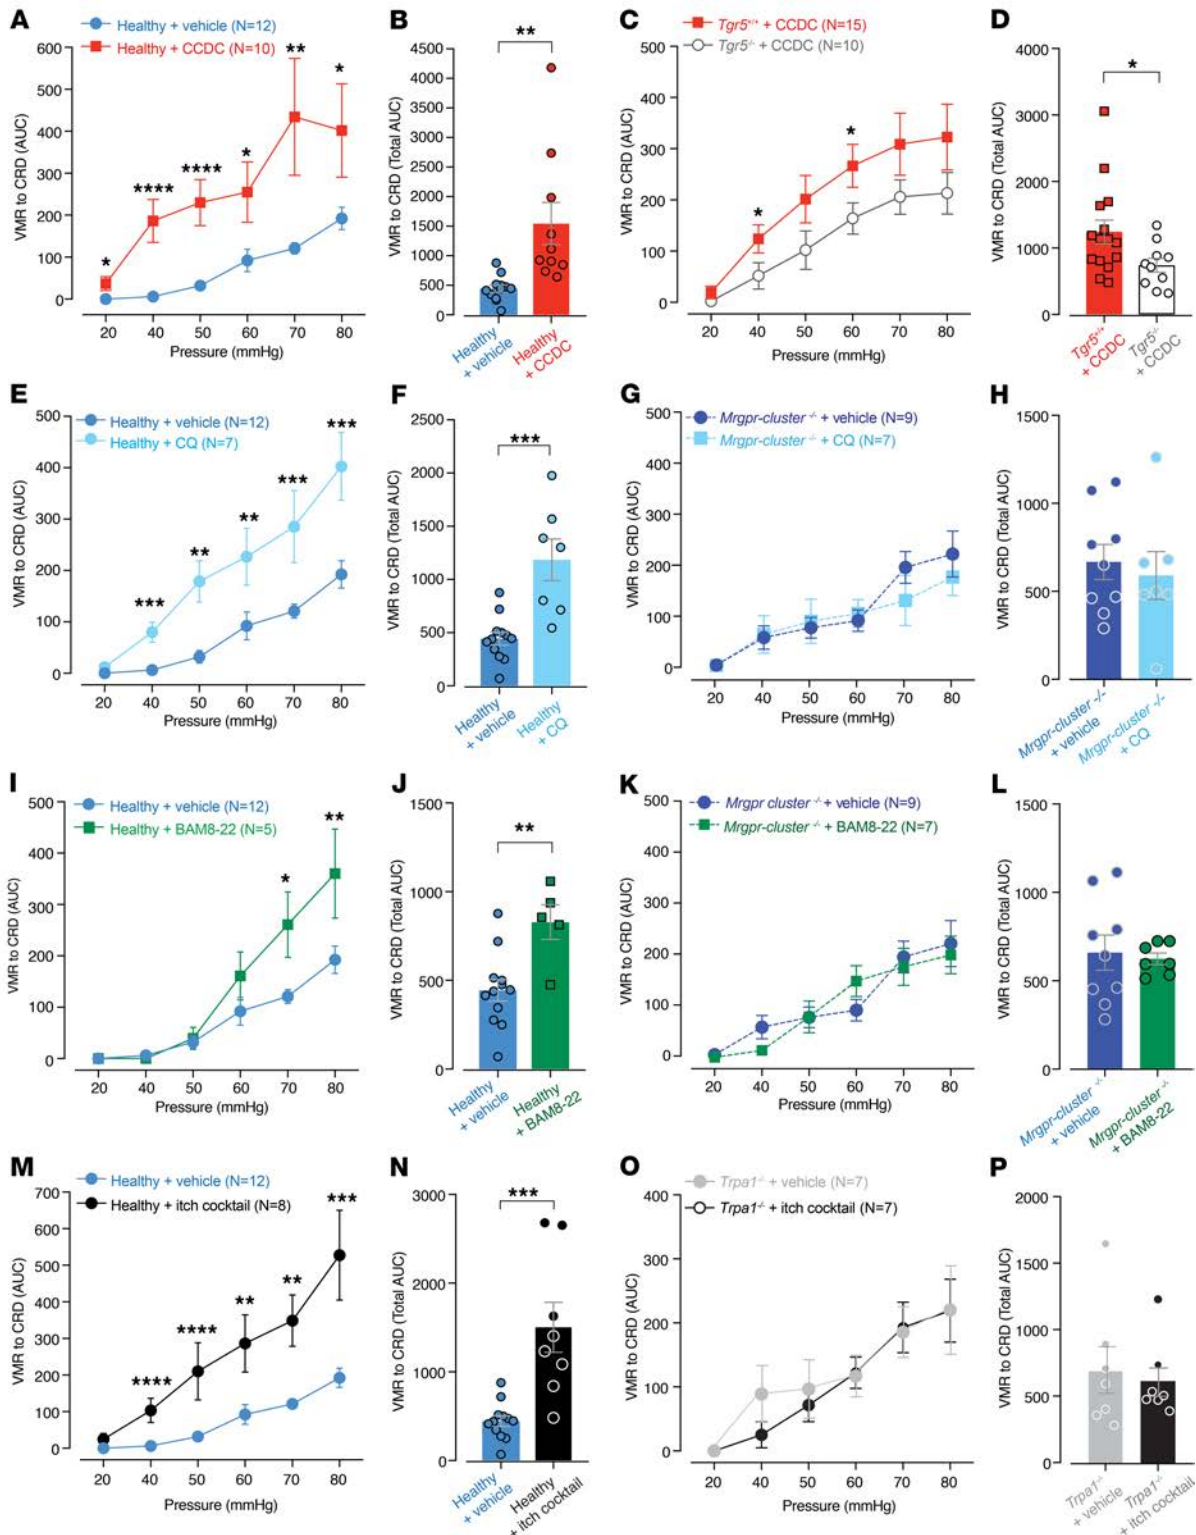 A
Healthy + vehicle (N=12)
Healthy + CCDC (N=10)
VMR to CRD (AUC)
600
500
400
300
200
100
0
*
****
****
*
**
*
20 40 50 60 70 80
Pressure (mmHg)
B
VMR to CRD (Total AUC)
4500
4000
3500
3000
2500
2000
1500
1000
500
0
**
Healthy + vehicle
Healthy + CCDC
C
Tgr5+/+ + CCDC (N=15)
Tgr5-/- + CCDC (N=10)
VMR to CRD (AUC)
500
400
300
200
100
0
*
*
20 40 50 60 70 80
Pressure (mmHg)
D
VMR to CRD (Total AUC)
4000
3000
2000
1000
0
*
Tgr5+/+ + CCDC
Tgr5-/- + CCDC
E
Healthy + vehicle (N=12)
Healthy + CQ (N=7)
VMR to CRD (AUC)
500
400
300
200
100
0
***
**
**
***
***
20 40 50 60 70 80
Pressure (mmHg)
F
VMR to CRD (Total AUC)
2500
2000
1500
1000
500
0
***
Healthy + vehicle
Healthy + CQ
G
Mrgpr-cluster -/- + vehicle (N=9)
Mrgpr-cluster -/- + CQ (N=7)
VMR to CRD (AUC)
500
400
300
200
100
0
20 40 50 60 70 80
Pressure (mmHg)
H
VMR to CRD (Total AUC)
1500
1000
500
0
Mrgpr-cluster -/- + vehicle
Mrgpr-cluster -/- + CQ
I
Healthy + vehicle (N=12)
Healthy + BAM8-22 (N=5)
VMR to CRD (AUC)
500
400
300
200
100
0
*
**
20 40 50 60 70 80
Pressure (mmHg)
J
VMR to CRD (Total AUC)
1500
1000
500
0
**
Healthy + vehicle
Healthy + BAM8-22
K
Mrgpr cluster -/- + vehicle (N=9)
Mrgpr-cluster -/- + BAM8-22 (N=7)
VMR to CRD (AUC)
500
400
300
200
100
0
20 40 50 60 70 80
Pressure (mmHg)
L
VMR to CRD (Total AUC)
1500
1000
500
0
Mrgpr-cluster -/- + vehicle
Mrgpr-cluster -/- + BAM8-22
M
Healthy + vehicle (N=12)
Healthy + itch cocktail (N=8)
VMR to CRD (AUC)
700
600
500
400
300
200
100
0
****
****
**
**
***
20 40 50 60 70 80
Pressure (mmHg)
N
VMR to CRD (Total AUC)
3000
2000
1000
0
***
Healthy + vehicle
Healthy + itch cocktail
O
Trpa1-/- + vehicle (N=7)
Trpa1-/- + itch cocktail (N=7)
VMR to CRD (AUC)
400
300
200
100
0
20 40 50 60 70 80
Pressure (mmHg)
P
VMR to CRD (Total AUC)
2000
1500
1000
500
0
Trpa1-/- + vehicle
Trpa1-/- + itch cocktail